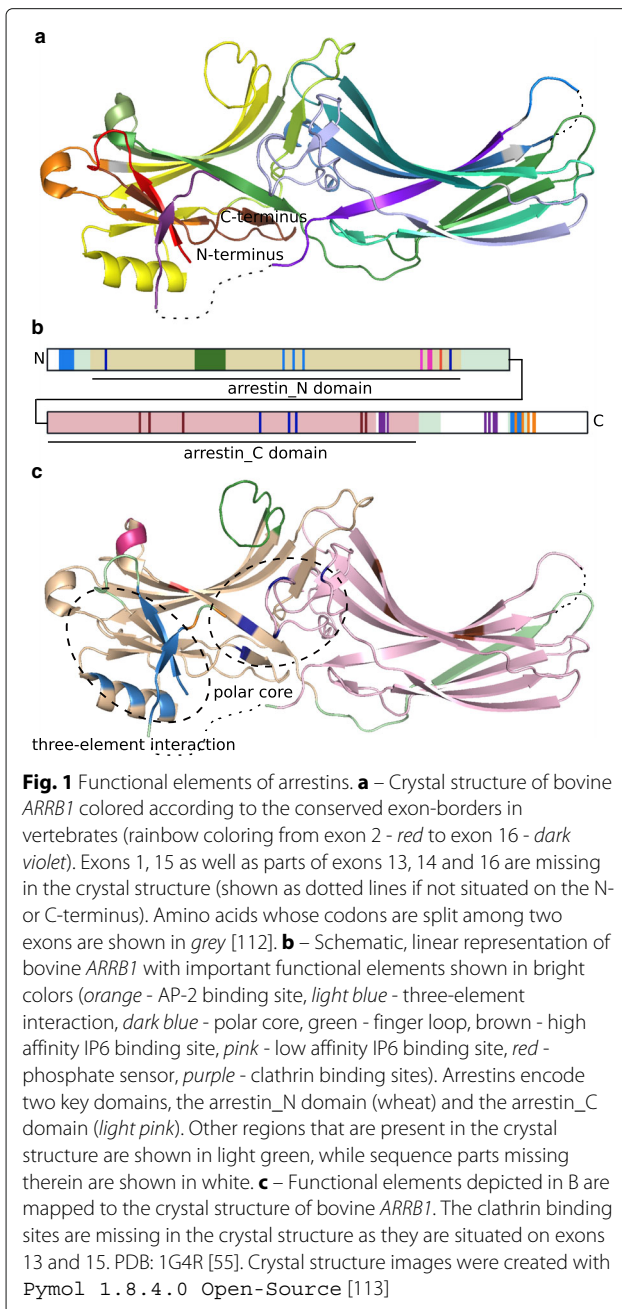 a
C-terminus
N-terminus
b
N
arrestin_N domain
C
arrestin_C domain
c
polar core
three-element interaction
Fig. 1 Functional elements of arrestins. a – Crystal structure of bovine
ARRB1 colored according to the conserved exon-borders in
vertebrates (rainbow coloring from exon 2 - red to exon 16 - dark
violet). Exons 1, 15 as well as parts of exons 13, 14 and 16 are missing
in the crystal structure (shown as dotted lines if not situated on the N-
or C-terminus). Amino acids whose codons are split among two
exons are shown in grey [112]. b – Schematic, linear representation of
bovine ARRB1 with important functional elements shown in bright
colors (orange - AP-2 binding site, light blue - three-element
interaction, dark blue - polar core, green - finger loop, brown - high
affinity IP6 binding site, pink - low affinity IP6 binding site, red -
phosphate sensor, purple - clathrin binding sites). Arrestins encode
two key domains, the arrestin_N domain (wheat) and the arrestin_C
domain (light pink). Other regions that are present in the crystal
structure are shown in light green, while sequence parts missing
therein are shown in white. c – Functional elements depicted in B are
mapped to the crystal structure of bovine ARRB1. The clathrin binding
sites are missing in the crystal structure as they are situated on exons
13 and 15. PDB: 1G4R [55]. Crystal structure images were created with
Pymol 1.8.4.0 Open-Source [113]